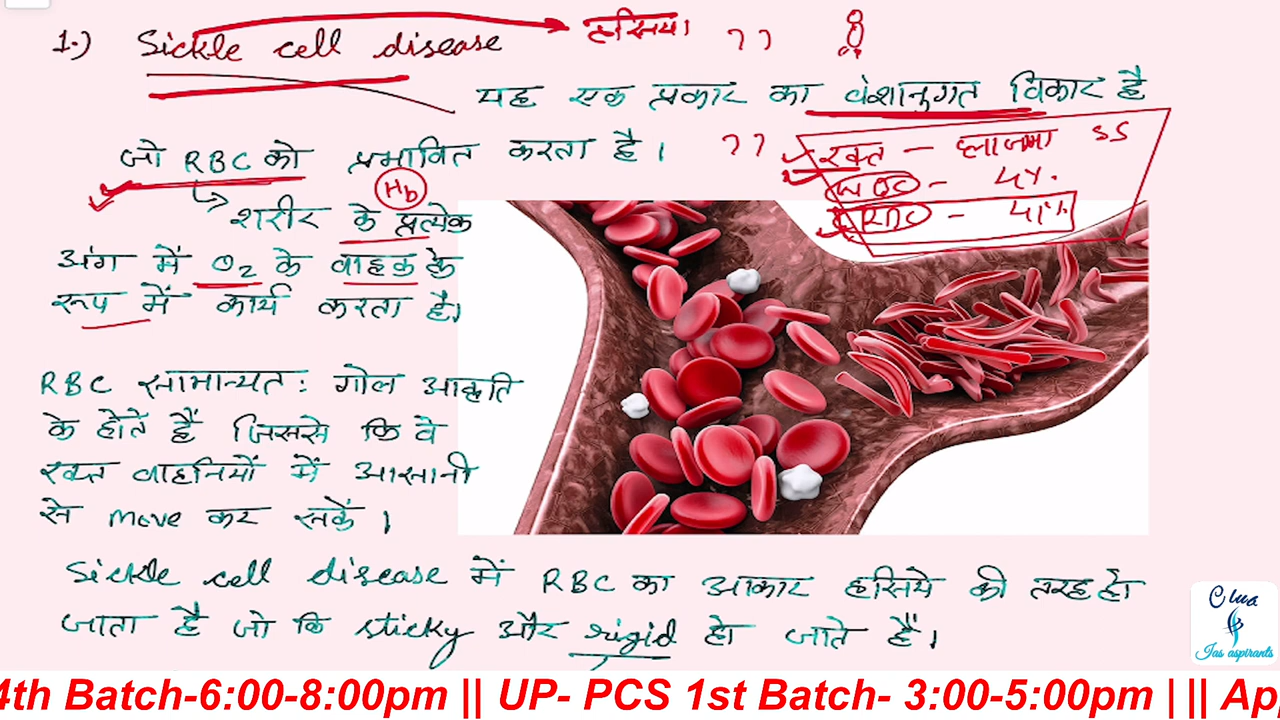 1.) Sickle cell disease
हसिया
यह एक प्रकार का वंशानुगत विकार है
जो RBC को प्रभावित करता है।
रक्त - प्लाज्मा 55
WBC - 4%.
RBC - 41%
Hb
शरीर के प्रत्येक
अंग में O2 के वाहक के
रूप में कार्य करता है।
RBC सामान्यत: गोल आकृति
के होते हैं जिससे कि वे
रक्त वाहनियों में आसानी
से move कर सकें।
Sickle cell disease में RBC का आकार हसिये की तरह हो
जाता है जो कि sticky और rigid हो जाते हैं।
Ias aspirants
4th Batch-6:00-8:00pm || UP- PCS 1st Batch- 3:00-5:00pm | || Ap